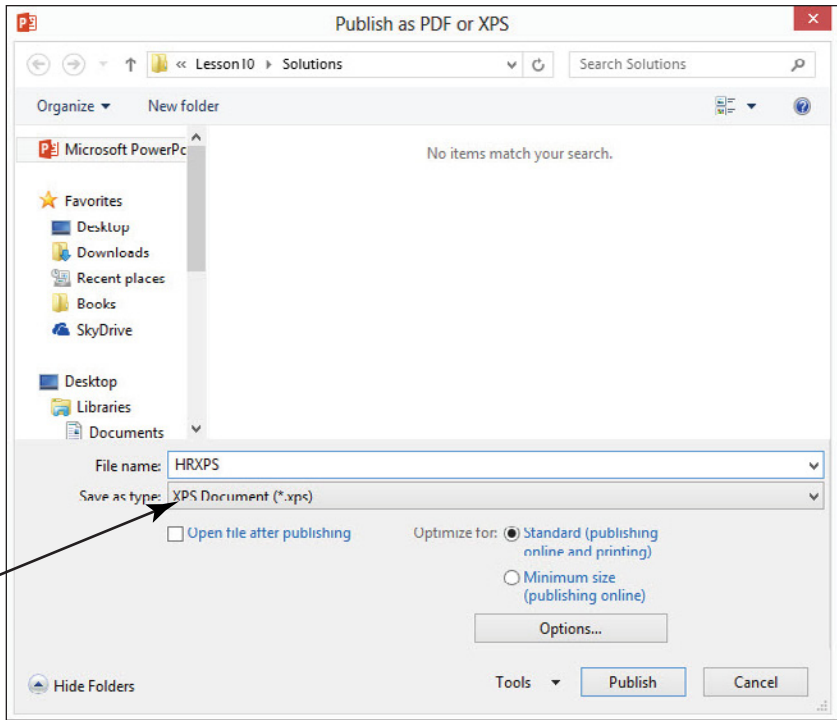 Publish as PDF or XPS
« Lesson10 Solutions
Search Solutions
Organize
New folder
Microsoft PowerPc
No items match your search.
Favorites
Desktop
Downloads
Recent places
Books
SkyDrive
Desktop
Libraries
Documents
File name: HRXPS
Save as type: XPS Document (*.xps)
Open file after publishing
Optimize for: Standard (publishing
online and printing)
Minimum size
(publishing online)
Options...
Hide Folders
Tools
Publish
Cancel